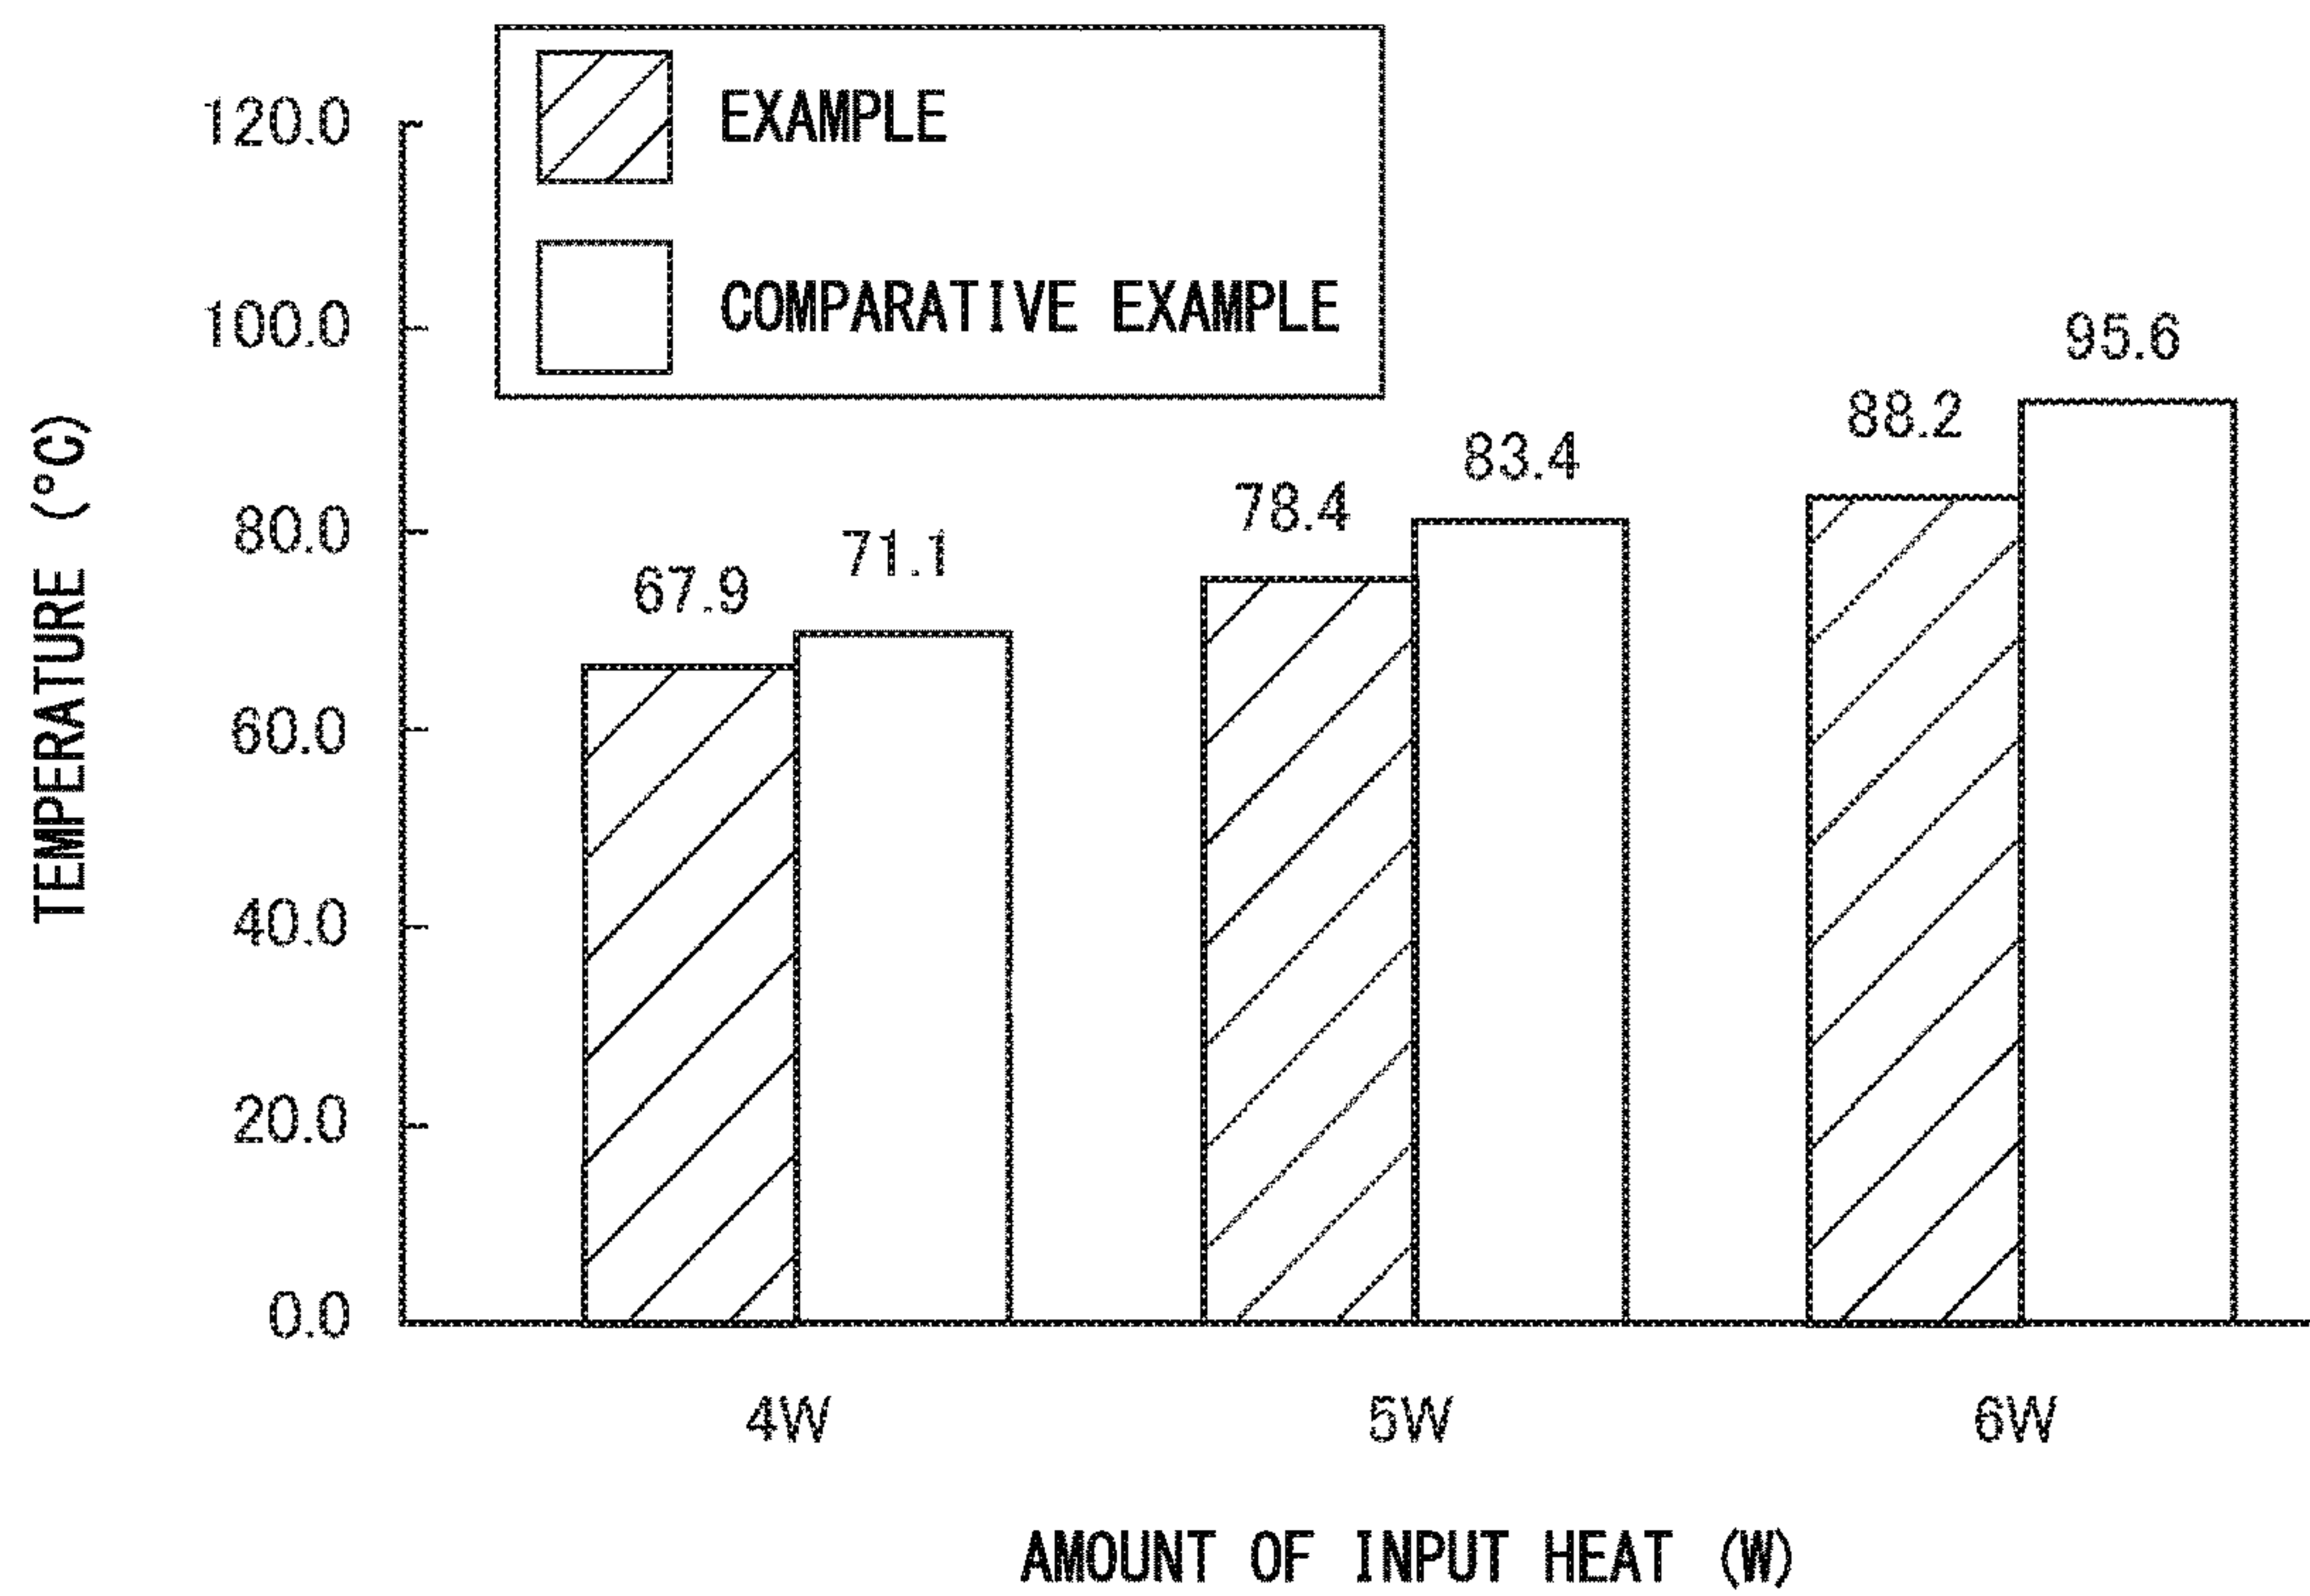 EXAMPLE
COMPARATIVE EXAMPLE
TEMPERATURE (°C)
120.0
100.0
80.0
60.0
40.0
20.0
0.0
67.9
71.1
78.4
83.4
88.2
95.6
4W
5W
6W
AMOUNT OF INPUT HEAT (W)